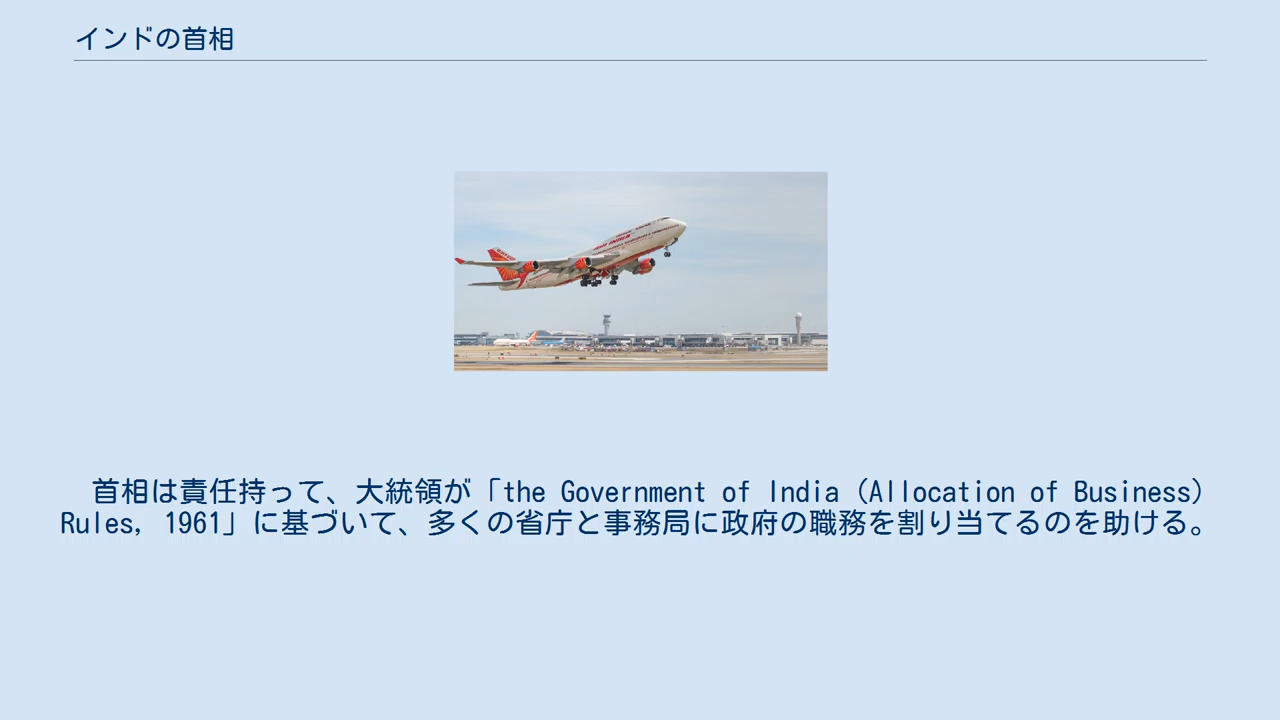 インドの首相
首相は責任持って、大統領が「the Government of India (Allocation of Business)
Rules, 1961」に基づいて、多くの省庁と事務局に政府の職務を割り当てるのを助ける。